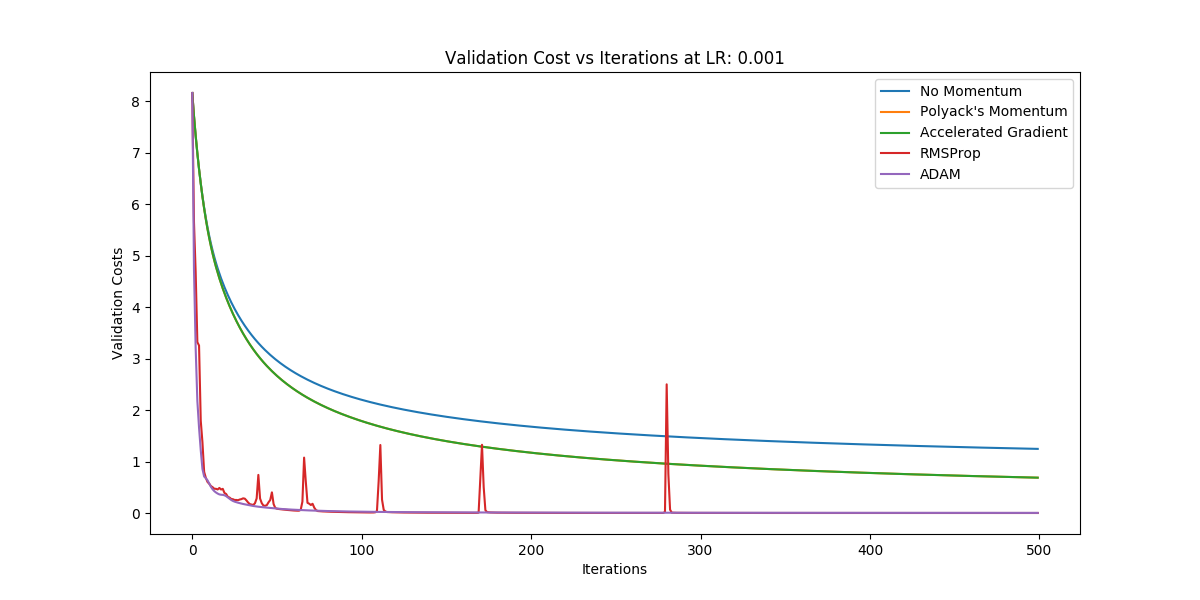 Validation Cost vs Iterations at LR: 0.001
No Momentum
Polyack's Momentum
Accelerated Gradient
RMSProp
ADAM
8
7
6
5
4
3
2
1
0
Validation Costs
0 100 200 300 400 500
Iterations